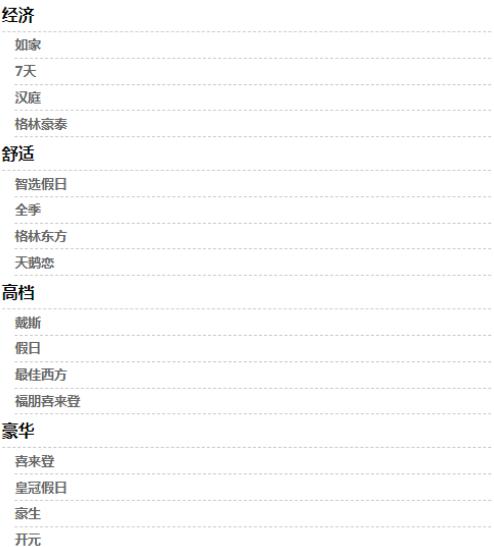 经济
如家
7天
汉庭
格林豪泰
舒适
智选假日
全季
格林东方
天鹅恋
高档
戴斯
假日
最佳西方
福朋喜来登
豪华
喜来登
皇冠假日
豪生
开元